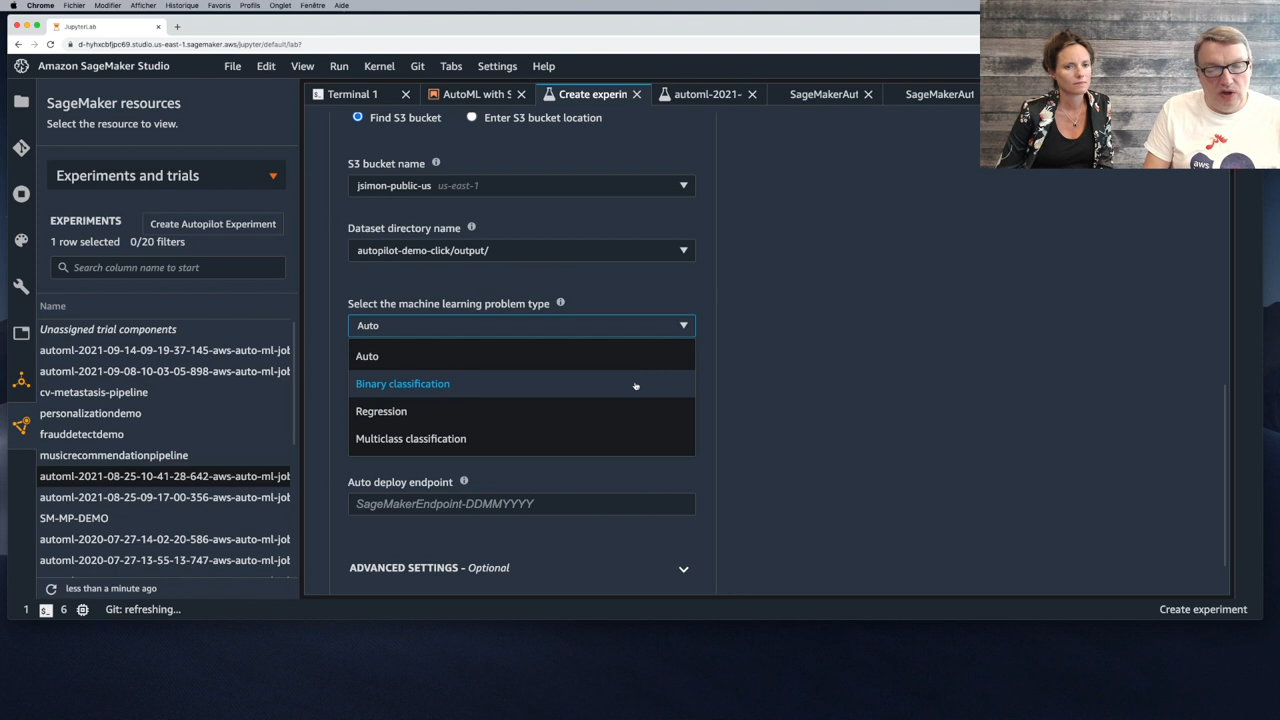 Chrome Fichier Modifier Affichage Historique Favoris Profils Onglet Fenêtre Aide
JupyterLab
d-hyhxcbfjpc69.studio.us-east-1.sagemaker.aws/jupyter/default/lab?
Amazon SageMaker Studio File Edit View Run Kernel Git Tabs Settings Help
SageMaker resources
Select the resource to view.
Experiments and trials
EXPERIMENTS Create Autopilot Experiment
1 row selected 0/20 filters
Search column name to start
Name
Unassigned trial components
automl-2021-09-14-09-19-37-145-aws-auto-ml-job
automl-2021-09-08-10-03-05-898-aws-auto-ml-job
cv-metastasis-pipeline
personalizationdemo
frauddetectdemo
musicrecommendationpipeline
automl-2021-08-25-10-41-28-642-aws-auto-ml-job
automl-2021-08-25-09-17-00-356-aws-auto-ml-job
SM-MP-DEMO
automl-2020-07-27-14-02-20-586-aws-auto-ml-job
automl-2020-07-27-13-55-13-747-aws-auto-ml-job
less than a minute ago
Terminal 1 AutoML with S Create experin automl-2021- SageMakerAut SageMakerAut
Find S3 bucket Enter S3 bucket location
S3 bucket name
jsimon-public-us us-east-1
Dataset directory name
autopilot-demo-click/output/
Select the machine learning problem type
Auto
Auto
Binary classification
Regression
Multiclass classification
Auto deploy endpoint
SageMakerEndpoint-DDMMYYYY
ADVANCED SETTINGS - Optional
1 6 Git: refreshing... Create experiment
aws